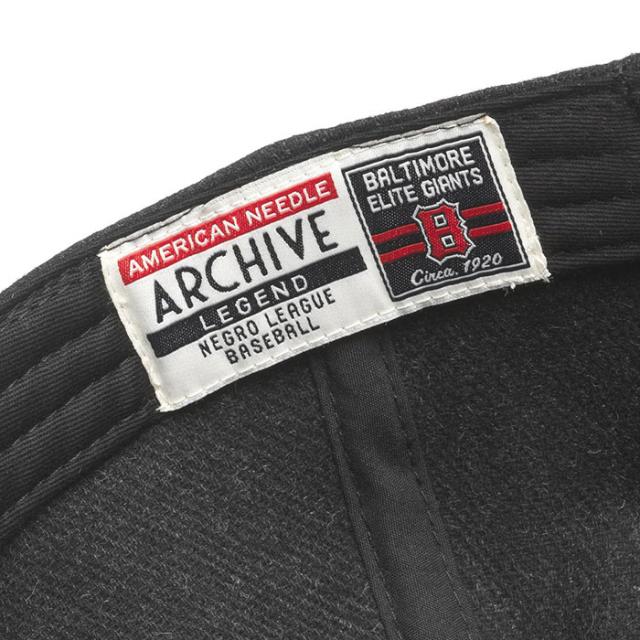 AMERICAN NEEDLE
ARCHIVE
LEGEND
NEGRO LEAGUE
BASEBALL
BALTIMORE
ELITE GIANTS
B
Circa. 1920